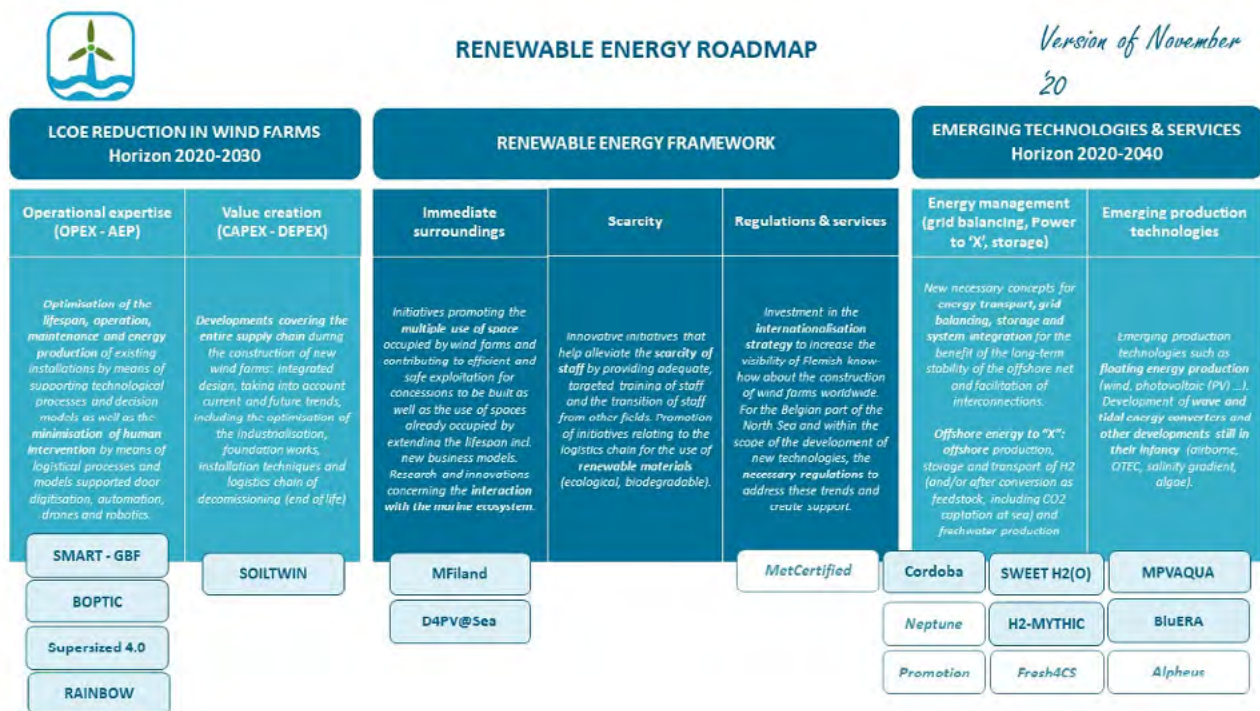 RENEWABLE ENERGY ROADMAP
Version of November
'20
LCOE REDUCTION IN WIND FARMS
Horizon 2020-2030
RENEWABLE ENERGY FRAMEWORK
EMERGING TECHNOLOGIES & SERVICES
Horizon 2020-2040
Operational expertise
(OPEX - AEP)
Optimisation of the
lifespan, operation,
maintenance and energy
production of existing
installations by means of
supporting technological
processes and decision
models as well as the
minimisation of human
intervention by means of
logistical processes and
models supported door
digitisation, automation,
drones and robotics.
SMART - GBF
BOPTIC
Supersized 4.0
RAINBOW
Value creation
(CAPEX - DEPEX)
Developments covering the
entire supply chain during
the construction of new
wind farms: integrated
design, taking into account
current and future trends,
including the optimisation of
the industrialisation,
foundation works,
installation techniques and
logistics chain of
decomissioning (end of life)
SOILTWIN
Immediate
surroundings
Initiatives promoting the
multiple use of space
occupied by wind farms and
contributing to efficient and
safe exploitation for
concessions to be built as
well as the use of spaces
already occupied by
extending the lifespan incl.
new business models.
Research and innovations
concerning the interaction
with the marine ecosystem.
MFiland
D4PV@Sea
Scarcity
Innovative initiatives that
help alleviate the scarcity of
staff by providing adequate,
targeted training of staff
and the transition of staff
from other fields. Promotion
of initiatives relating to the
logistics chain for the use of
renewable materials
(ecological, biodegradable).
Regulations & services
Investment in the
internationalisation
strategy to increase the
visibility of Flemish know-
how about the construction
of wind farms worldwide.
For the Belgian part of the
North Sea and within the
scope of the development of
new technologies, the
necessary regulations to
address these trends and
create support.
MetCertified
Energy management
(grid balancing, Power
to 'X', storage)
New necessary concepts for
energy transport, grid
balancing, storage and
system integration for the
benefit of the long-term
stability of the offshore net
and facilitation of
interconnections.
Offshore energy to "X":
offshore production,
storage and transport of H2
(and/or after conversion as
feedstock, including CO2
captation at sea) and
freshwater production
Cordoba
SWEET H2(O)
Neptune
H2-MYTHIC
Promotion
Fresh4CS
Emerging production
technologies
Emerging production
technologies such as
floating energy production
(wind, photovoltaic (PV) ...).
Development of wave and
tidal energy converters and
other developments still in
their infancy (airborne,
OTEC, salinity gradient,
algae).
MPVAQUA
BluERA
Alpheus